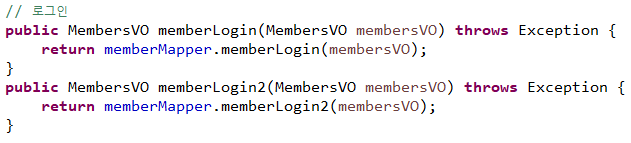 // 로그인
public MembersVO memberLogin(MembersVO membersVO) throws Exception {
    return memberMapper.memberLogin(membersVO);
}
public MembersVO memberLogin2(MembersVO membersVO) throws Exception {
    return memberMapper.memberLogin2(membersVO);
}